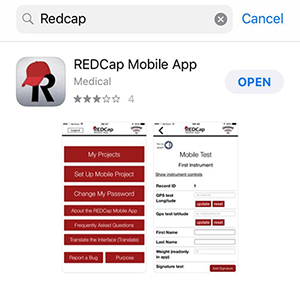 Redcap
Cancel
REDCap Mobile App
Medical
OPEN
4
Logout
REDCap
My Projects
Set Up Mobile Project
Change My Password
About the REDCap Mobile App
Frequently Asked Questions
Translate the Interface (Translate)
Report a Bug
Purpose
REDCap
Mobile Test
First Instrument
Show instrument controls
Record ID 1
GPS test
Longitude
update reset
Gps test latitude
update reset
First Name
Last Name
Weight (readonly
in app)
Signature test
Add Signature